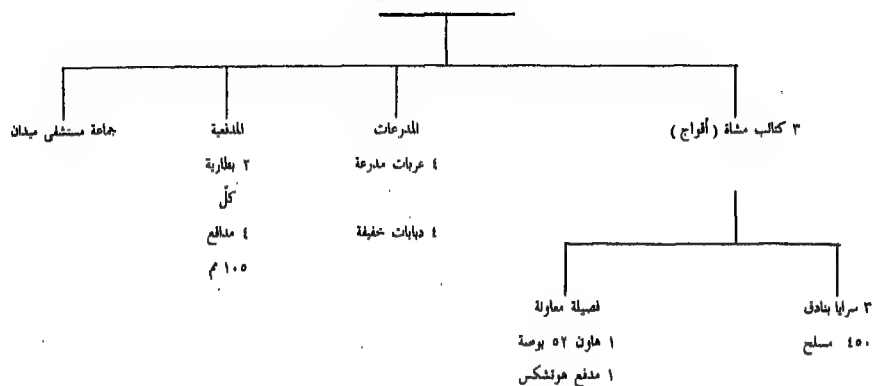 ٣ كتائب مشاة ( أفواج )
المدرعات
المدفعية
جماعة مستشفى ميدان
٤ عربات مدرعة
٢ بطارية
كلّ
٤ دبابات خفيفة
٤ مدافع
١٠٥ مم
٣ سرايا بنادق
فصيلة معاونة
٤٥٠ مسلح
١ هاون ٥٢ بوصة
١ مدفع هوتشكس